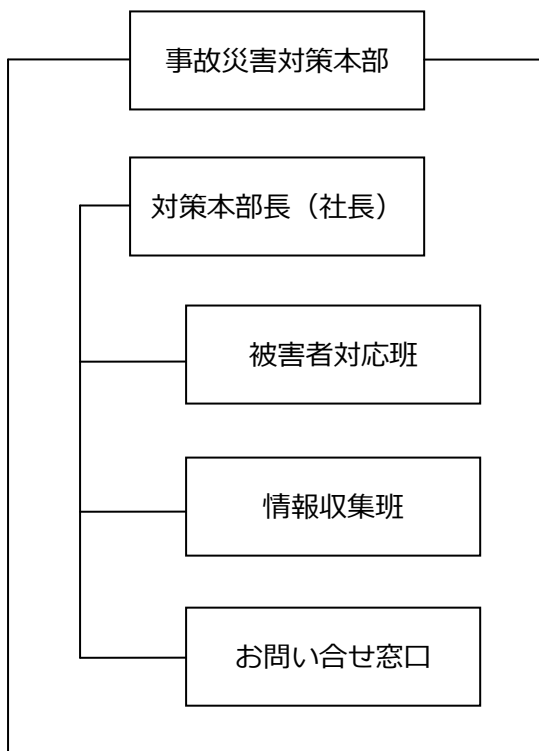 事故災害対策本部
対策本部長（社長）
被害者対応班
情報収集班
お問い合せ窓口